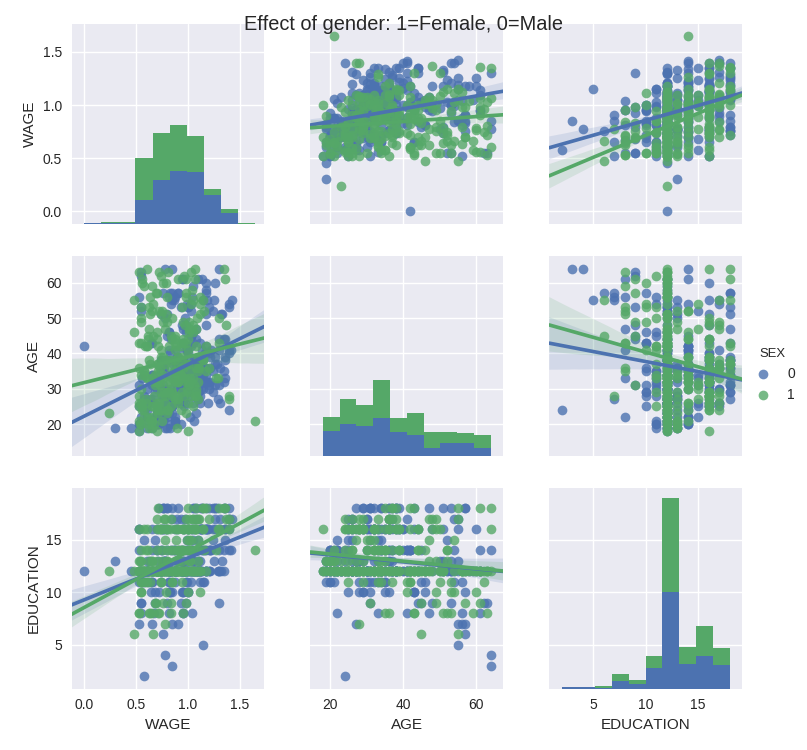 Effect of gender: 1=Female, 0=Male
1.5
1.0
0.5
0.0
WAGE
60
50
40
30
20
AGE
SEX
0
1
15
10
5
EDUCATION
0.0 0.5 1.0 1.5
20 40 60
5 10 15
WAGE AGE EDUCATION